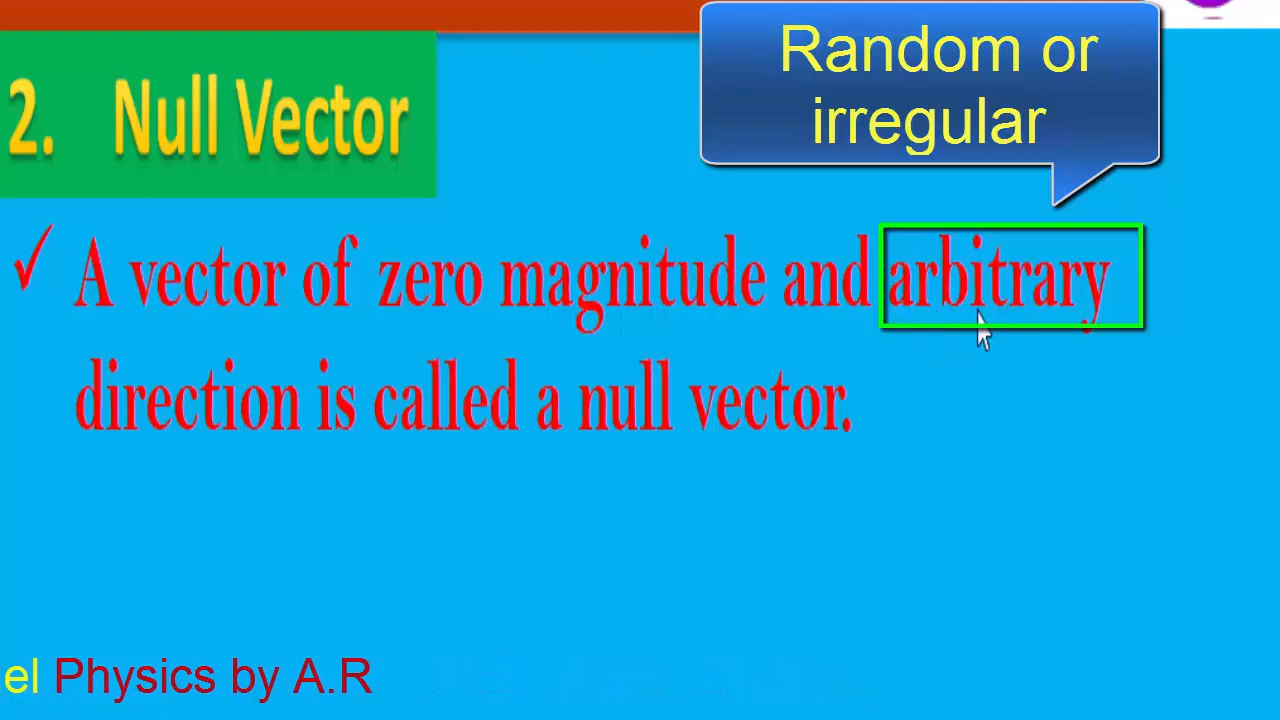 Random or
irregular
2. Null Vector
✓ A vector of zero magnitude and arbitrary
direction is called a null vector.
el Physics by A.R